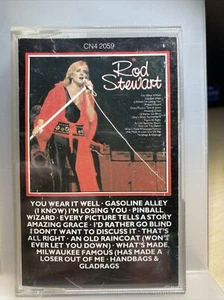 CN4 2059
Rod
Stewart
YOU WEAR IT WELL · GASOLINE ALLEY
(I KNOW) I'M LOSING YOU · PINBALL
WIZARD · EVERY PICTURE TELLS A STORY
AMAZING GRACE · I'D RATHER GO BLIND
I DON'T WANT TO DISCUSS IT · THAT'S
ALL RIGHT · AN OLD RAINCOAT (WON'T
EVER LET YOU DOWN) · WHAT'S MADE
MILWAUKEE FAMOUS (HAS MADE A
LOSER OUT OF ME · HANDBAGS &
GLADRAGS